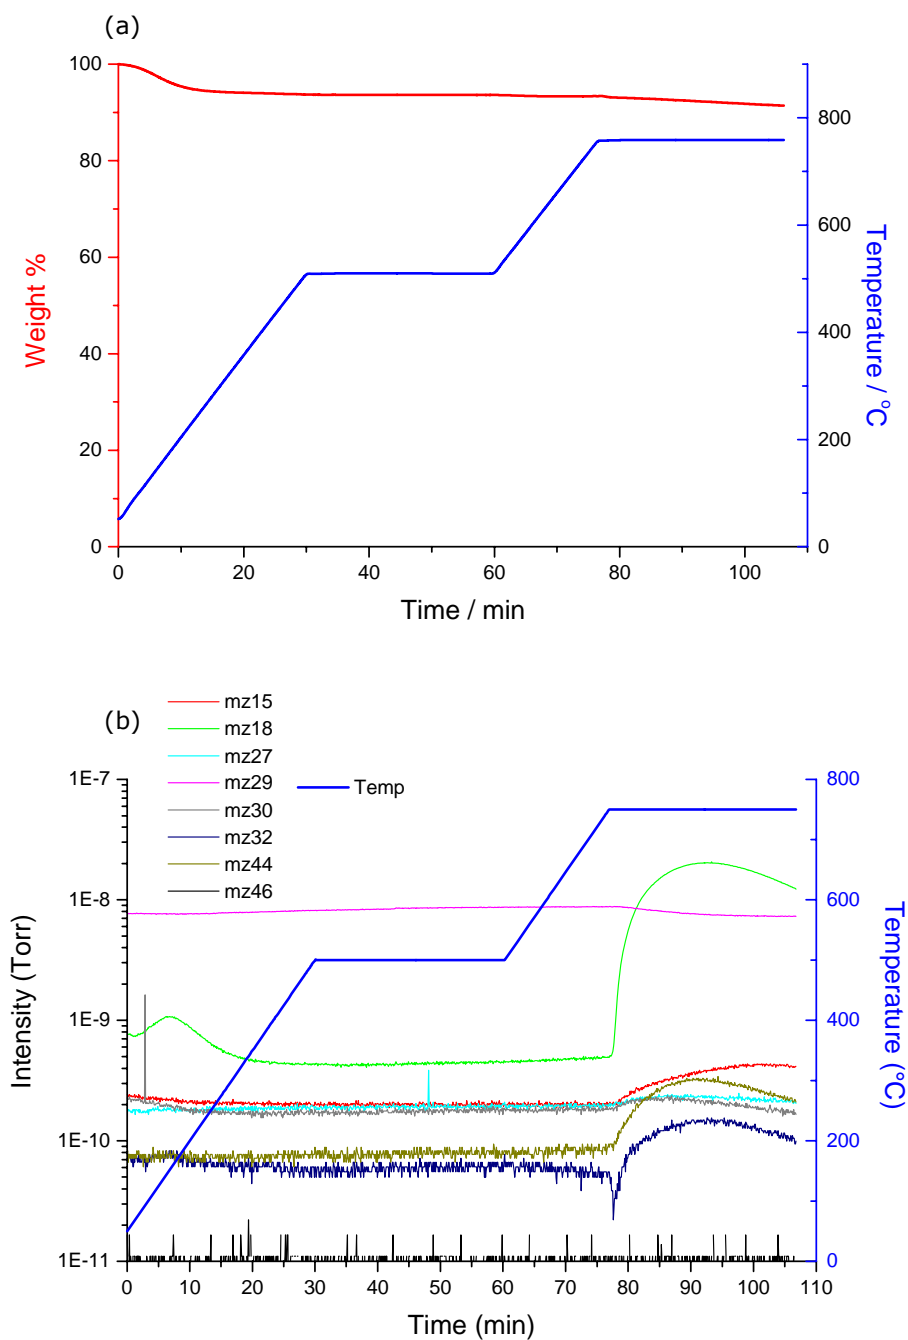 (a)
100
80
60
40
20
0
Weight %
800
600
400
200
0
Temperature / °C
0 20 40 60 80 100
Time / min
(b)
mz15
mz18
mz27
mz29
mz30
mz32
mz44
mz46
Temp
1E-7
1E-8
1E-9
1E-10
1E-11
Intensity (Torr)
800
600
400
200
0
Temperature (°C)
0 10 20 30 40 50 60 70 80 90 100 110
Time (min)